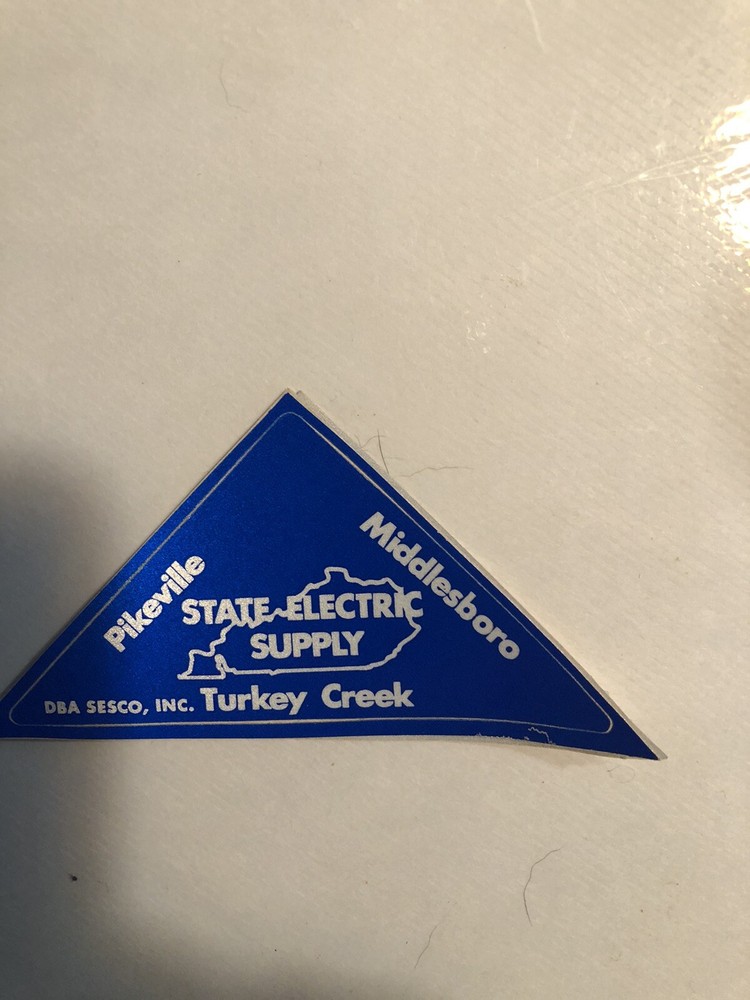 Pikeville
Middlesboro
STATE ELECTRIC
SUPPLY
DBA SESCO, INC. Turkey Creek